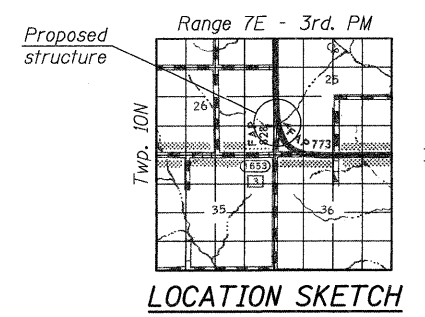 Range 7E - 3rd. PM
Proposed
structure
Twp. 10N
25
26
FAP
828
FAP 773
1653
3
35
36
LOCATION SKETCH